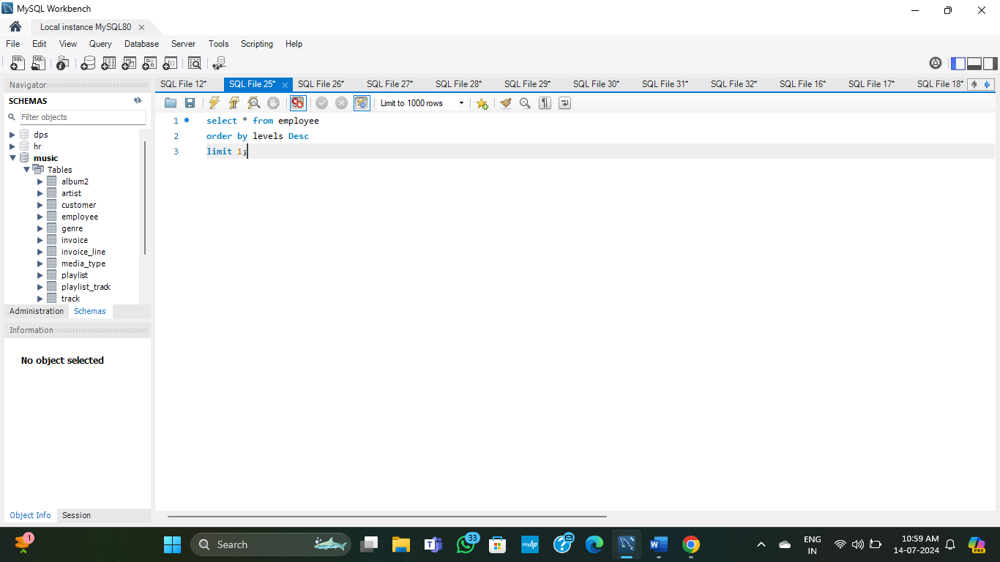 MySQL Workbench
Local instance MySQL80
File Edit View Query Database Server Tools Scripting Help
Navigator
SQL File 12* SQL File 25* SQL File 26* SQL File 27* SQL File 28* SQL File 29* SQL File 30* SQL File 31* SQL File 32* SQL File 16* SQL File 17* SQL File 18*
SCHEMAS
Limit to 1000 rows
Filter objects
1 select * from employee
2 order by levels Desc
3 limit 1;
dps
hr
music
Tables
album2
artist
customer
employee
genre
invoice
invoice_line
media_type
playlist
playlist_track
track
Administration Schemas
Information
No object selected
Object Info Session
1
Search
33
myhp
ENG
IN
10:59 AM
14-07-2024
PRE